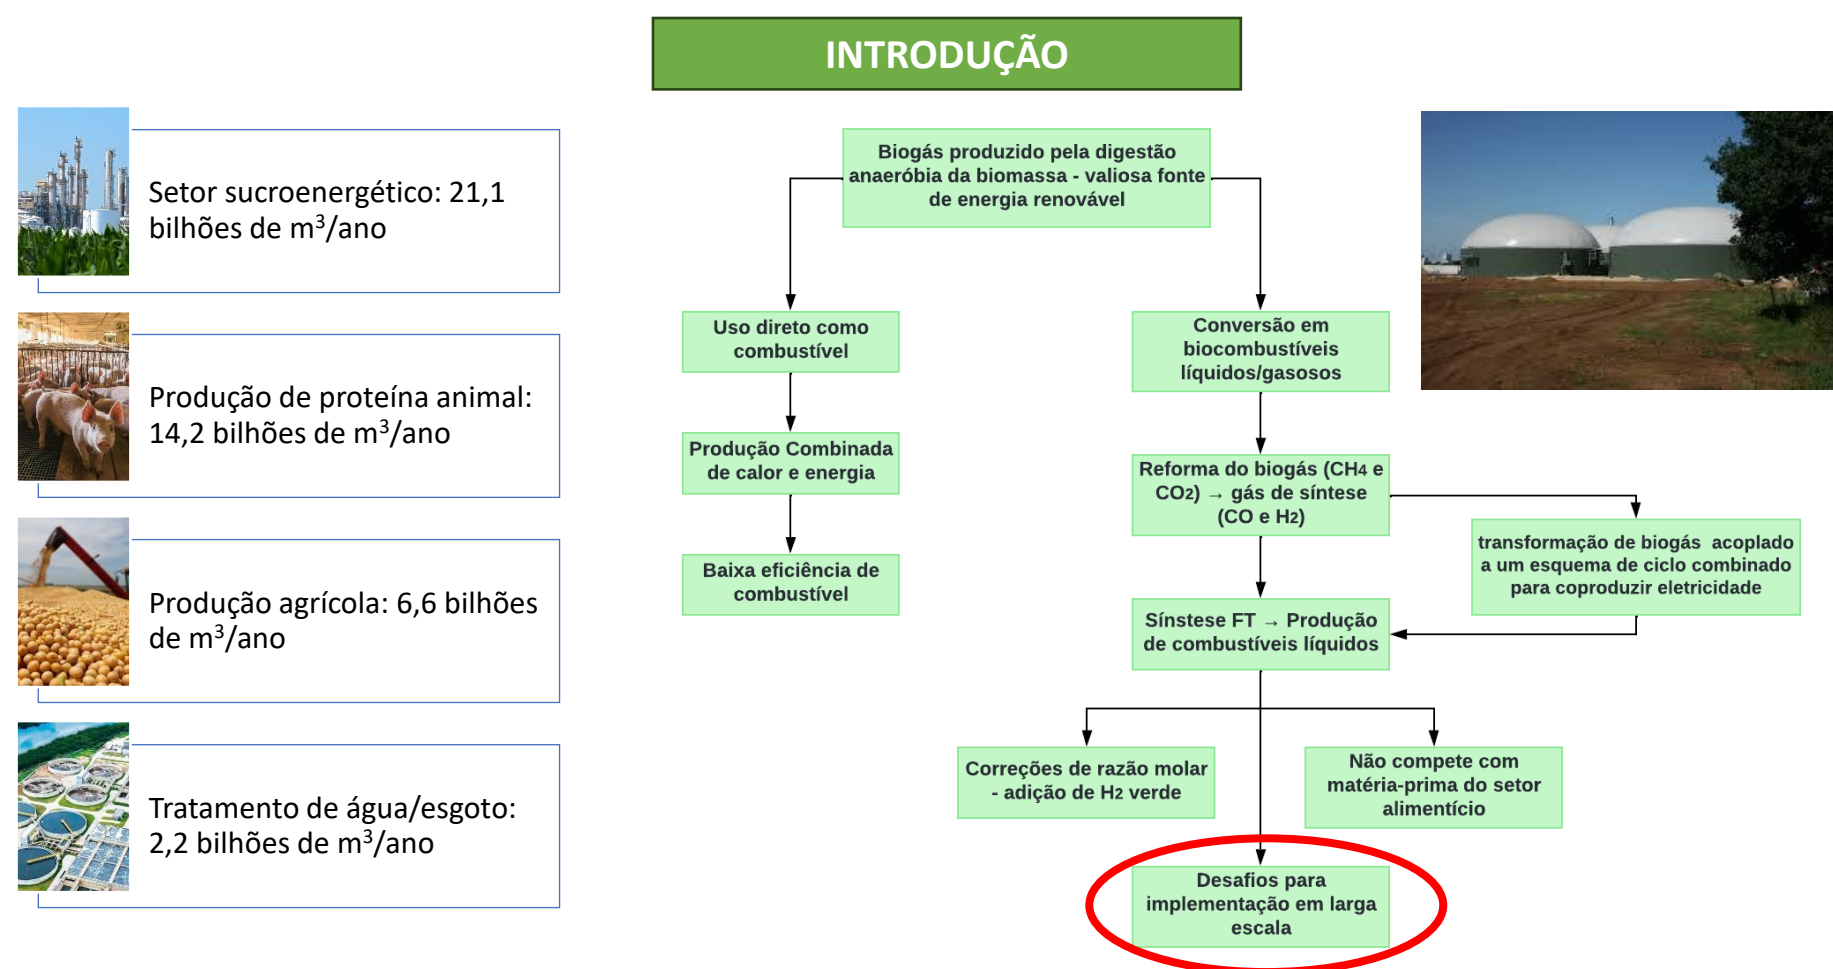 INTRODUÇÃO
Setor sucroenergético: 21,1
bilhões de m³/ano
Produção de proteína animal:
14,2 bilhões de m³/ano
Produção agrícola: 6,6 bilhões
de m³/ano
Tratamento de água/esgoto:
2,2 bilhões de m³/ano
Biogás produzido pela digestão
anaeróbia da biomassa - valiosa fonte
de energia renovável
Uso direto como
combustível
Produção Combinada
de calor e energia
Baixa eficiência de
combustível
Conversão em
biocombustíveis
líquidos/gasosos
Reforma do biogás (CH4 e
CO2) → gás de síntese
(CO e H2)
transformação de biogás acoplado
a um esquema de ciclo combinado
para coproduzir eletricidade
Sínstese FT → Produção
de combustíveis líquidos
Correções de razão molar
- adição de H2 verde
Não compete com
matéria-prima do setor
alimentício
Desafios para
implementação em larga
escala